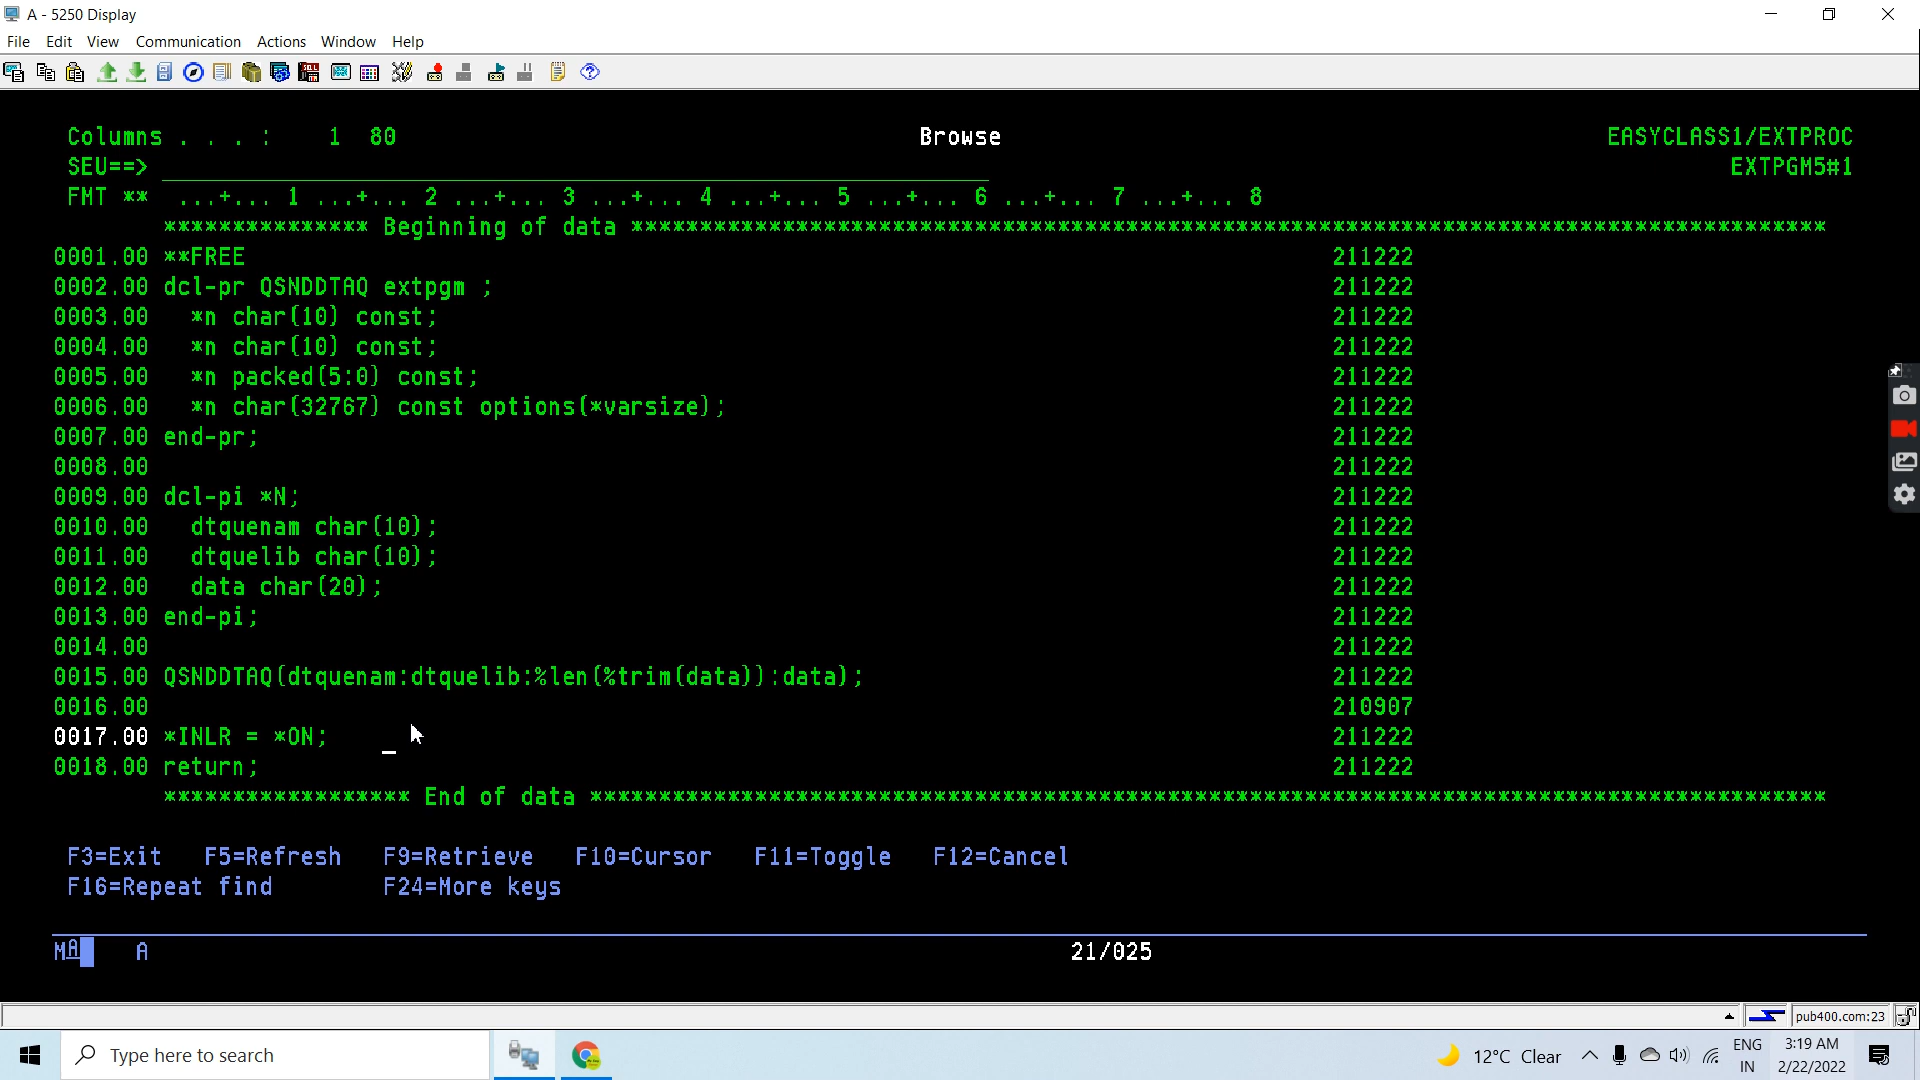 A - 5250 Display
File Edit View Communication Actions Window Help
Columns . . . : 1 80 Browse EASYCLASS1/EXTPROC
SEU==> EXTPGM5#1
FMT ** ...+... 1 ...+... 2 ...+... 3 ...+... 4 ...+... 5 ...+... 6 ...+... 7 ...+... 8
*************** Beginning of data ***************************************************************************************
0001.00 **FREE 211222
0002.00 dcl-pr QSNDDTAQ extpgm ; 211222
0003.00 *n char(10) const; 211222
0004.00 *n char(10) const; 211222
0005.00 *n packed(5:0) const; 211222
0006.00 *n char(32767) const options(*varsize); 211222
0007.00 end-pr; 211222
0008.00 211222
0009.00 dcl-pi *N; 211222
0010.00 dtquenam char(10); 211222
0011.00 dtquelib char(10); 211222
0012.00 data char(20); 211222
0013.00 end-pi; 211222
0014.00 211222
0015.00 QSNDDTAQ(dtquenam:dtquelib:%len(%trim(data)):data); 211222
0016.00 210907
0017.00 *INLR = *ON; 211222
0018.00 return; 211222
****************** End of data ******************************************************************************************
F3=Exit F5=Refresh F9=Retrieve F10=Cursor F11=Toggle F12=Cancel
F16=Repeat find F24=More keys
MA A 21/025
pub400.com:23
Type here to search 12°C Clear ENG IN 3:19 AM 2/22/2022